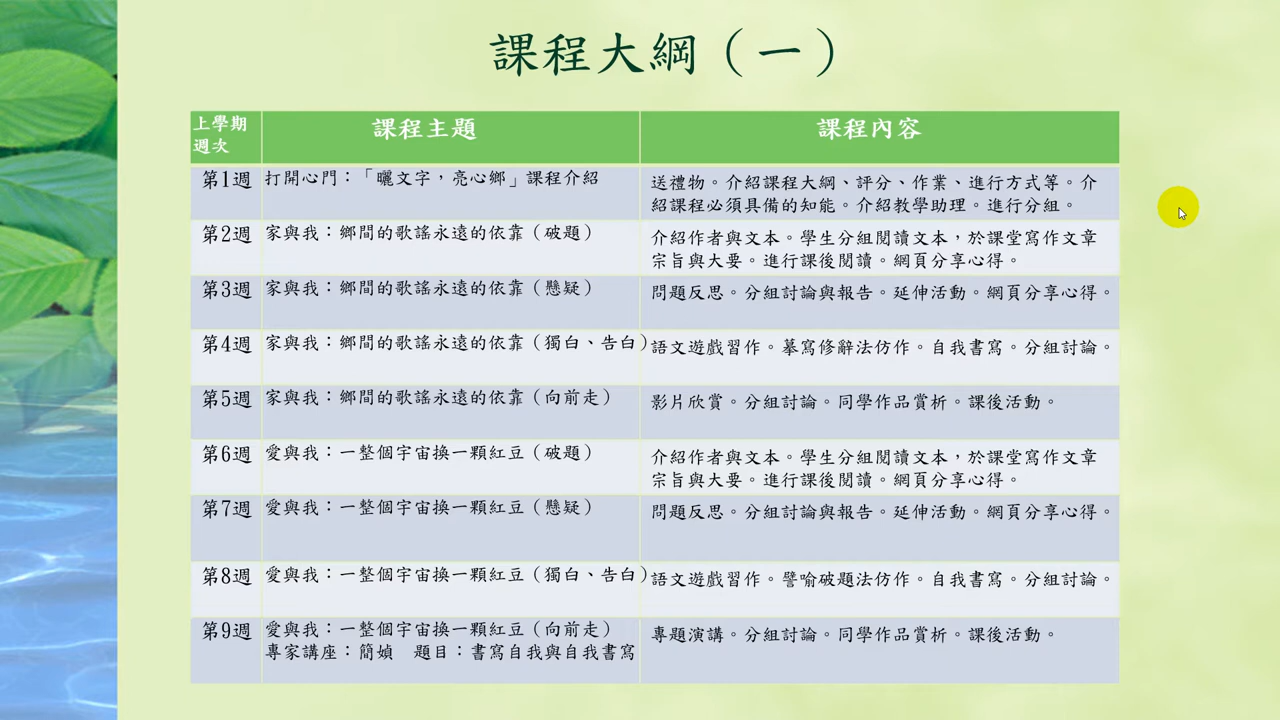 課程大綱（一）
上學期
週次
課程主題
課程內容
第1週
打開心門：「曬文字，亮心鄉」課程介紹
送禮物。介紹課程大綱、評分、作業、進行方式等。介
紹課程必須具備的知能。介紹教學助理。進行分組。
第2週
家與我：鄉間的歌謠永遠的依靠（破題）
介紹作者與文本。學生分組閱讀文本，於課堂寫作文章
宗旨與大要。進行課後閱讀。網頁分享心得。
第3週
家與我：鄉間的歌謠永遠的依靠（懸疑）
問題反思。分組討論與報告。延伸活動。網頁分享心得。
第4週
家與我：鄉間的歌謠永遠的依靠（獨白、告白）
語文遊戲習作。摹寫修辭法仿作。自我書寫。分組討論。
第5週
家與我：鄉間的歌謠永遠的依靠（向前走）
影片欣賞。分組討論。同學作品賞析。課後活動。
第6週
愛與我：一整個宇宙換一顆紅豆（破題）
介紹作者與文本。學生分組閱讀文本，於課堂寫作文章
宗旨與大要。進行課後閱讀。網頁分享心得。
第7週
愛與我：一整個宇宙換一顆紅豆（懸疑）
問題反思。分組討論與報告。延伸活動。網頁分享心得。
第8週
愛與我：一整個宇宙換一顆紅豆（獨白、告白）
語文遊戲習作。譬喻破題法仿作。自我書寫。分組討論。
第9週
愛與我：一整個宇宙換一顆紅豆（向前走）
專家講座：簡媜　題目：書寫自我與自我書寫
專題演講。分組討論。同學作品賞析。課後活動。